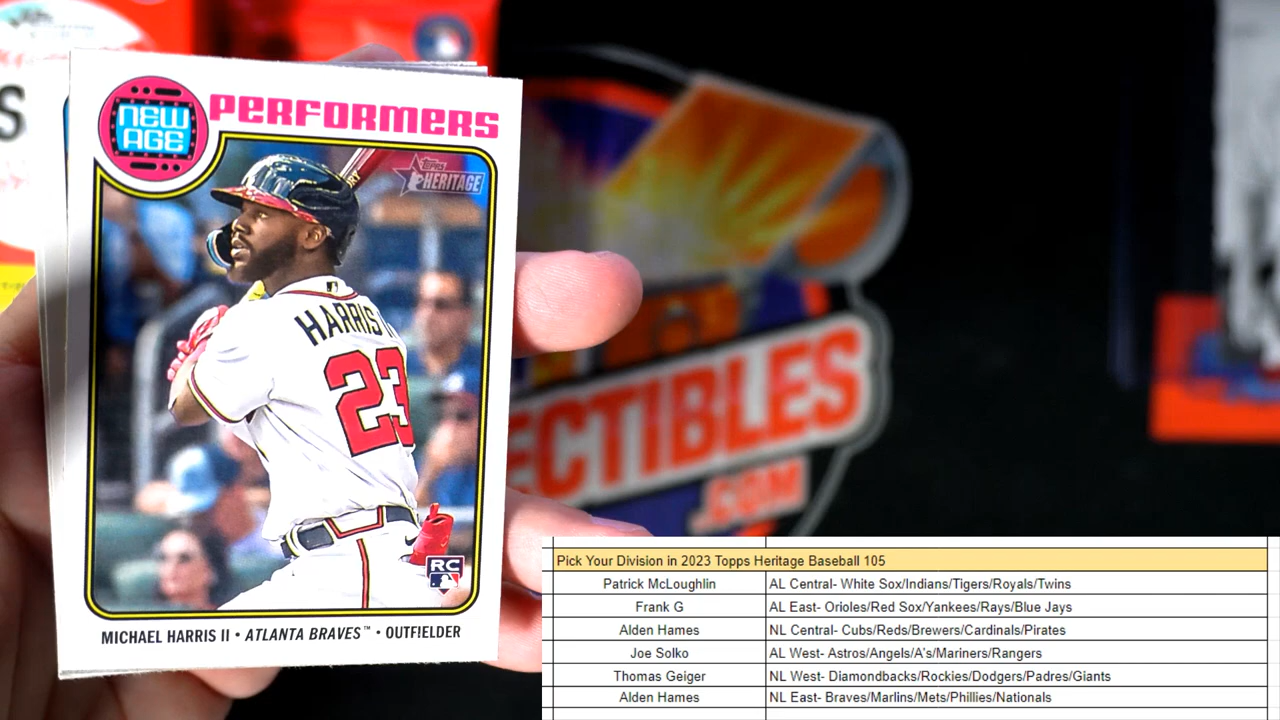 S
NEW
AGE
PERFORMERS
Topps
HERITAGE
HARRIS
23
RC
MICHAEL HARRIS II • ATLANTA BRAVES™ • OUTFIELDER
ECTIBLES
.COM
Pick Your Division in 2023 Topps Heritage Baseball 105
Patrick McLoughlin AL Central- White Sox/Indians/Tigers/Royals/Twins
Frank G AL East- Orioles/Red Sox/Yankees/Rays/Blue Jays
Alden Hames NL Central- Cubs/Reds/Brewers/Cardinals/Pirates
Joe Solko AL West- Astros/Angels/A's/Mariners/Rangers
Thomas Geiger NL West- Diamondbacks/Rockies/Dodgers/Padres/Giants
Alden Hames NL East- Braves/Marlins/Mets/Phillies/Nationals